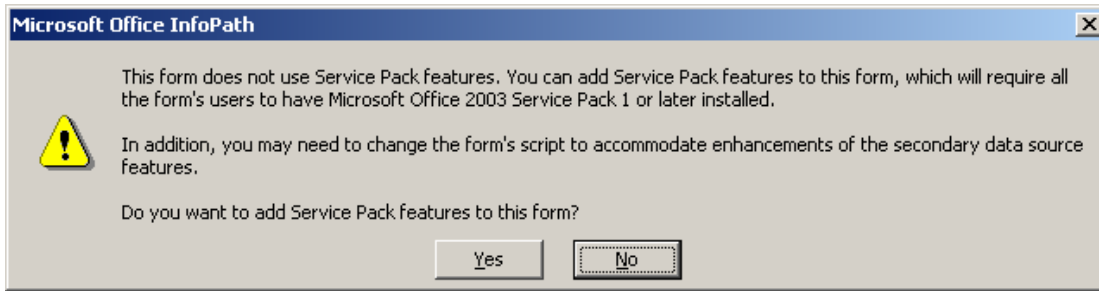 Microsoft Office InfoPath
This form does not use Service Pack features. You can add Service Pack features to this form, which will require all
the form's users to have Microsoft Office 2003 Service Pack 1 or later installed.
In addition, you may need to change the form's script to accommodate enhancements of the secondary data source
features.
Do you want to add Service Pack features to this form?
Yes
No